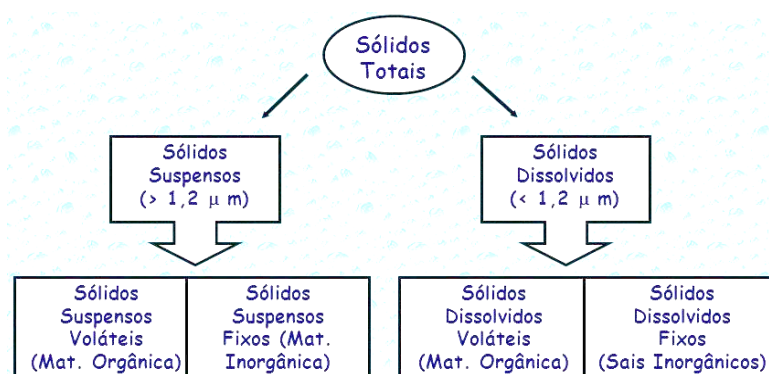 Sólidos
Totais
Sólidos
Suspensos
(> 1,2 μ m)
Sólidos
Dissolvidos
(< 1,2 μ m)
Sólidos
Suspensos
Voláteis
(Mat. Orgânica)
Sólidos
Suspensos
Fixos (Mat.
Inorgânica)
Sólidos
Dissolvidos
Voláteis
(Mat. Orgânica)
Sólidos
Dissolvidos
Fixos
(Sais Inorgânicos)